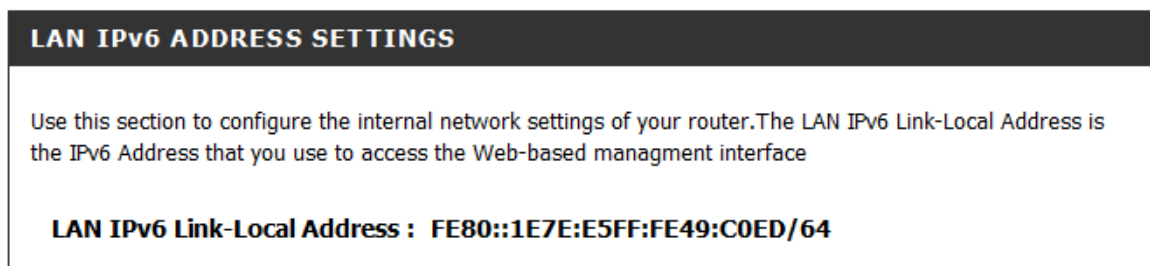 LAN IPv6 ADDRESS SETTINGS
Use this section to configure the internal network settings of your router.The LAN IPv6 Link-Local Address is
the IPv6 Address that you use to access the Web-based managment interface
LAN IPv6 Link-Local Address : FE80::1E7E:E5FF:FE49:C0ED/64